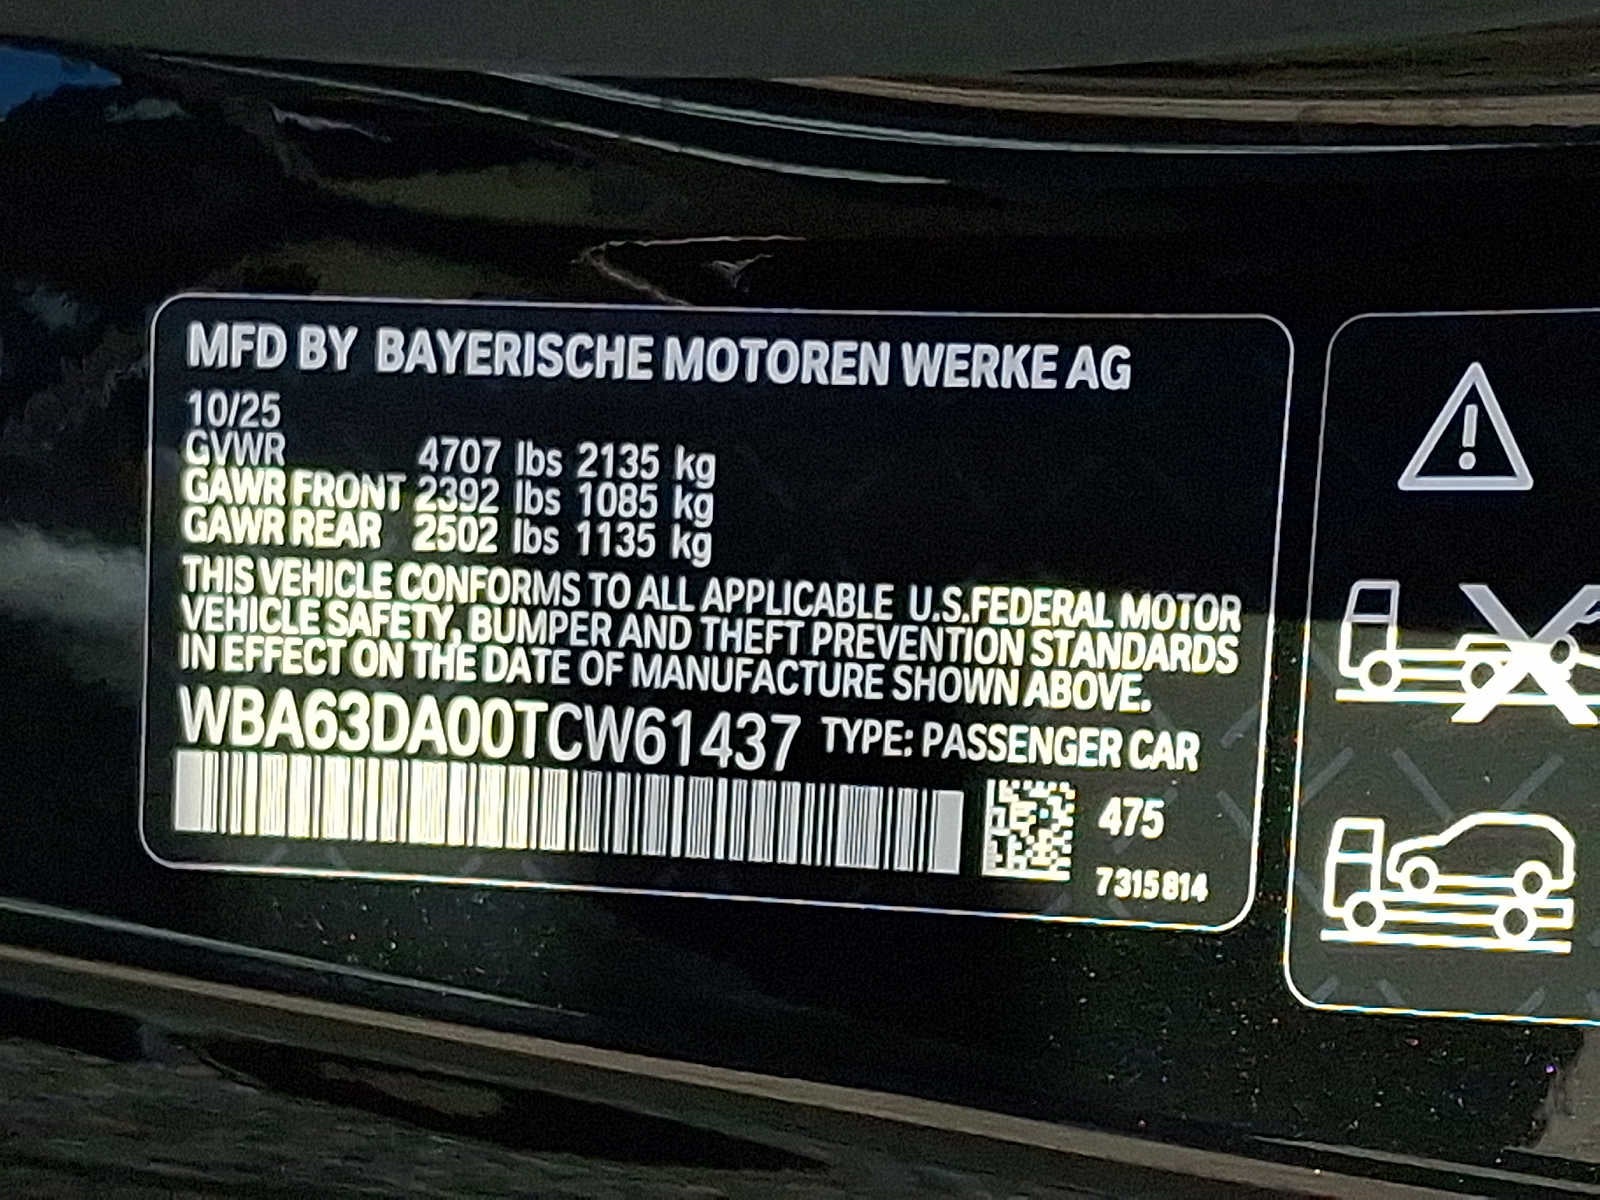 MFD BY BAYERISCHE MOTOREN WERKE AG
10/25
GVWR 4707 lbs 2135 kg
GAWR FRONT 2392 lbs 1085 kg
GAWR REAR 2502 lbs 1135 kg
THIS VEHICLE CONFORMS TO ALL APPLICABLE U.S.FEDERAL MOTOR
VEHICLE SAFETY, BUMPER AND THEFT PREVENTION STANDARDS
IN EFFECT ON THE DATE OF MANUFACTURE SHOWN ABOVE.
WBA63DA00TCW61437 TYPE: PASSENGER CAR
475
7315814